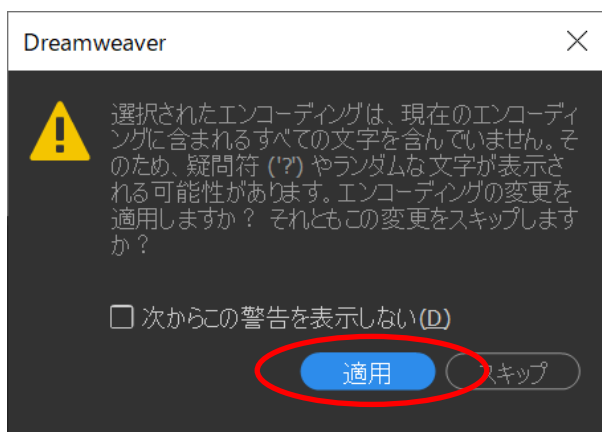 Dreamweaver
選択されたエンコーディングは、現在のエンコーディ
ングに含まれるすべての文字を含んでいません。そ
のため、疑問符 ('?') やランダムな文字が表示さ
れる可能性があります。エンコーディングの変更を
適用しますか？ それともこの変更をスキップします
か？
次からこの警告を表示しない(D)
適用 スキップ